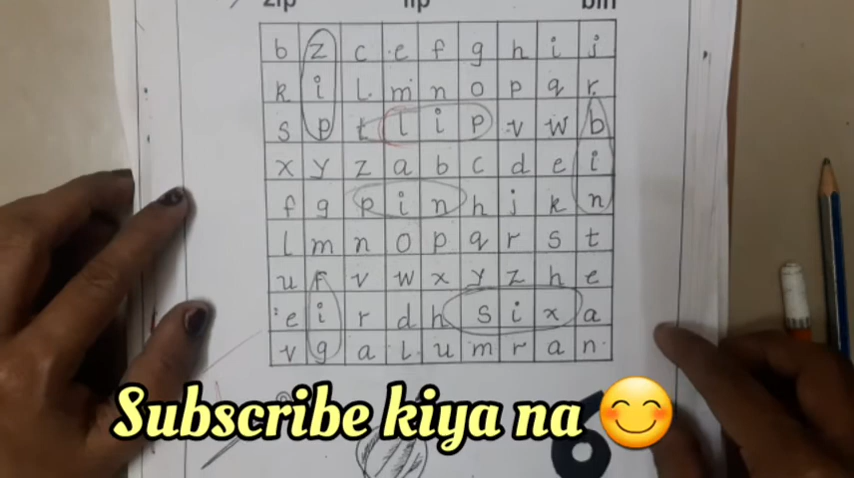 zip lip bin
b z c e f g h i j
k i l m n o p q r
s p t l i p v w b
x y z a b c d e i
f g p i n h j k n
l m n o p q r s t
u f v w x y z h e
e i r d h s i x a
v g a l u m r a n
Subscribe kiya na 😊